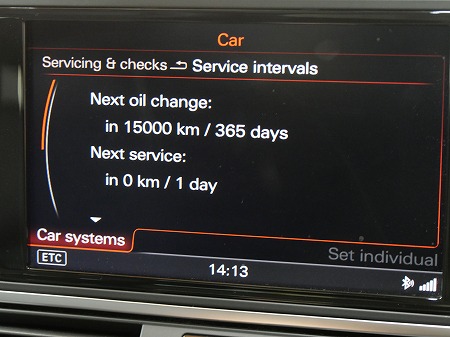 Car
Servicing & checks Service intervals
Next oil change:
in 15000 km / 365 days
Next service:
in 0 km / 1 day
Car systems
Set individual
ETC
14:13